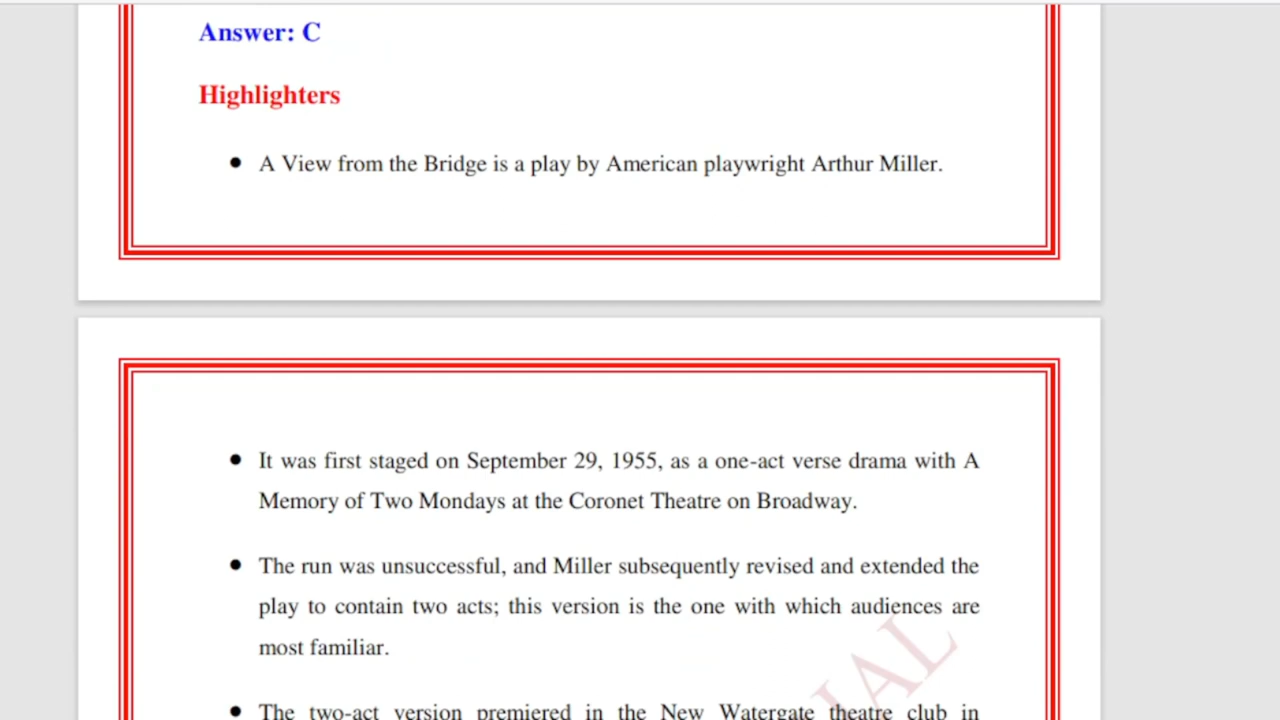 Answer: C
Highlighters
● A View from the Bridge is a play by American playwright Arthur Miller.
● It was first staged on September 29, 1955, as a one-act verse drama with A
Memory of Two Mondays at the Coronet Theatre on Broadway.
● The run was unsuccessful, and Miller subsequently revised and extended the
play to contain two acts; this version is the one with which audiences are
most familiar.
● The two-act version premiered in the New Watergate theatre club in